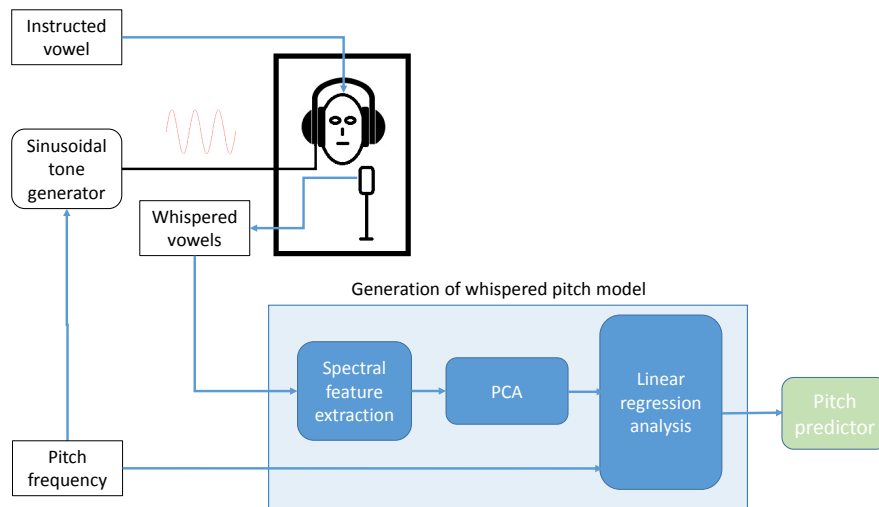 Instructed
vowel
Sinusoidal
tone
generator
Whispered
vowels
Generation of whispered pitch model
Spectral
feature
extraction
PCA
Linear
regression
analysis
Pitch
predictor
Pitch
frequency